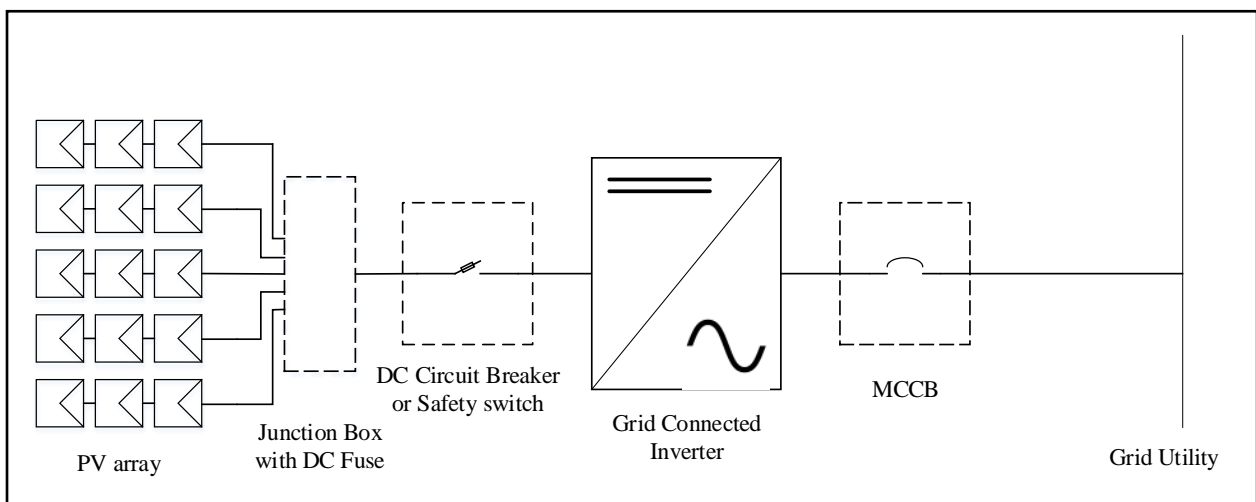 PV array
Junction Box
with DC Fuse
DC Circuit Breaker
or Safety switch
Grid Connected
Inverter
MCCB
Grid Utility